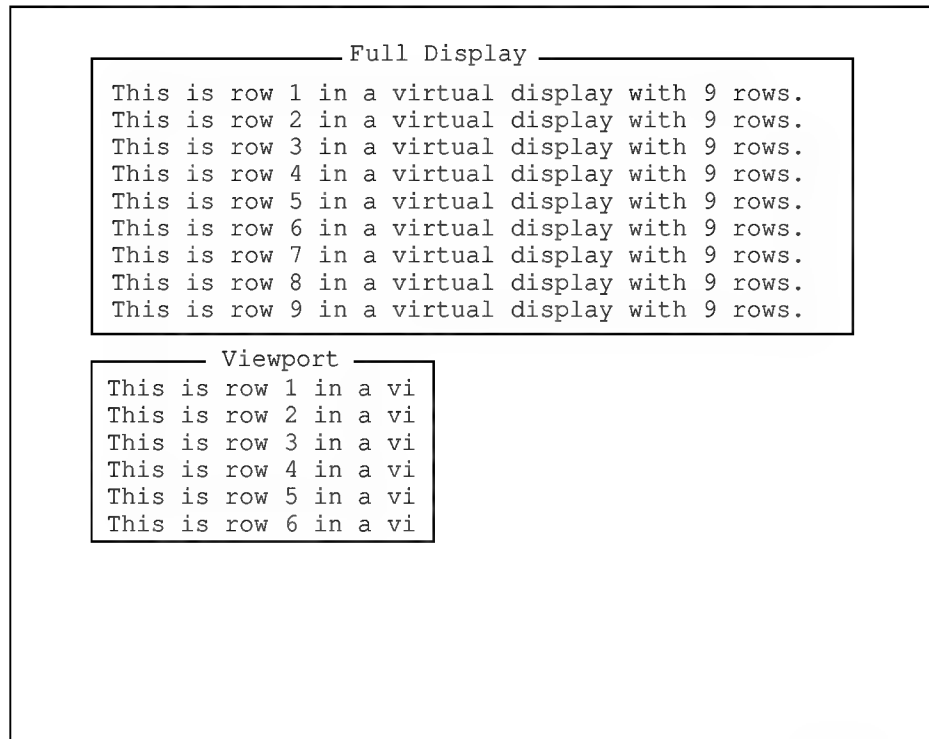 Full Display
This is row 1 in a virtual display with 9 rows.
This is row 2 in a virtual display with 9 rows.
This is row 3 in a virtual display with 9 rows.
This is row 4 in a virtual display with 9 rows.
This is row 5 in a virtual display with 9 rows.
This is row 6 in a virtual display with 9 rows.
This is row 7 in a virtual display with 9 rows.
This is row 8 in a virtual display with 9 rows.
This is row 9 in a virtual display with 9 rows.
Viewport
This is row 1 in a vi
This is row 2 in a vi
This is row 3 in a vi
This is row 4 in a vi
This is row 5 in a vi
This is row 6 in a vi